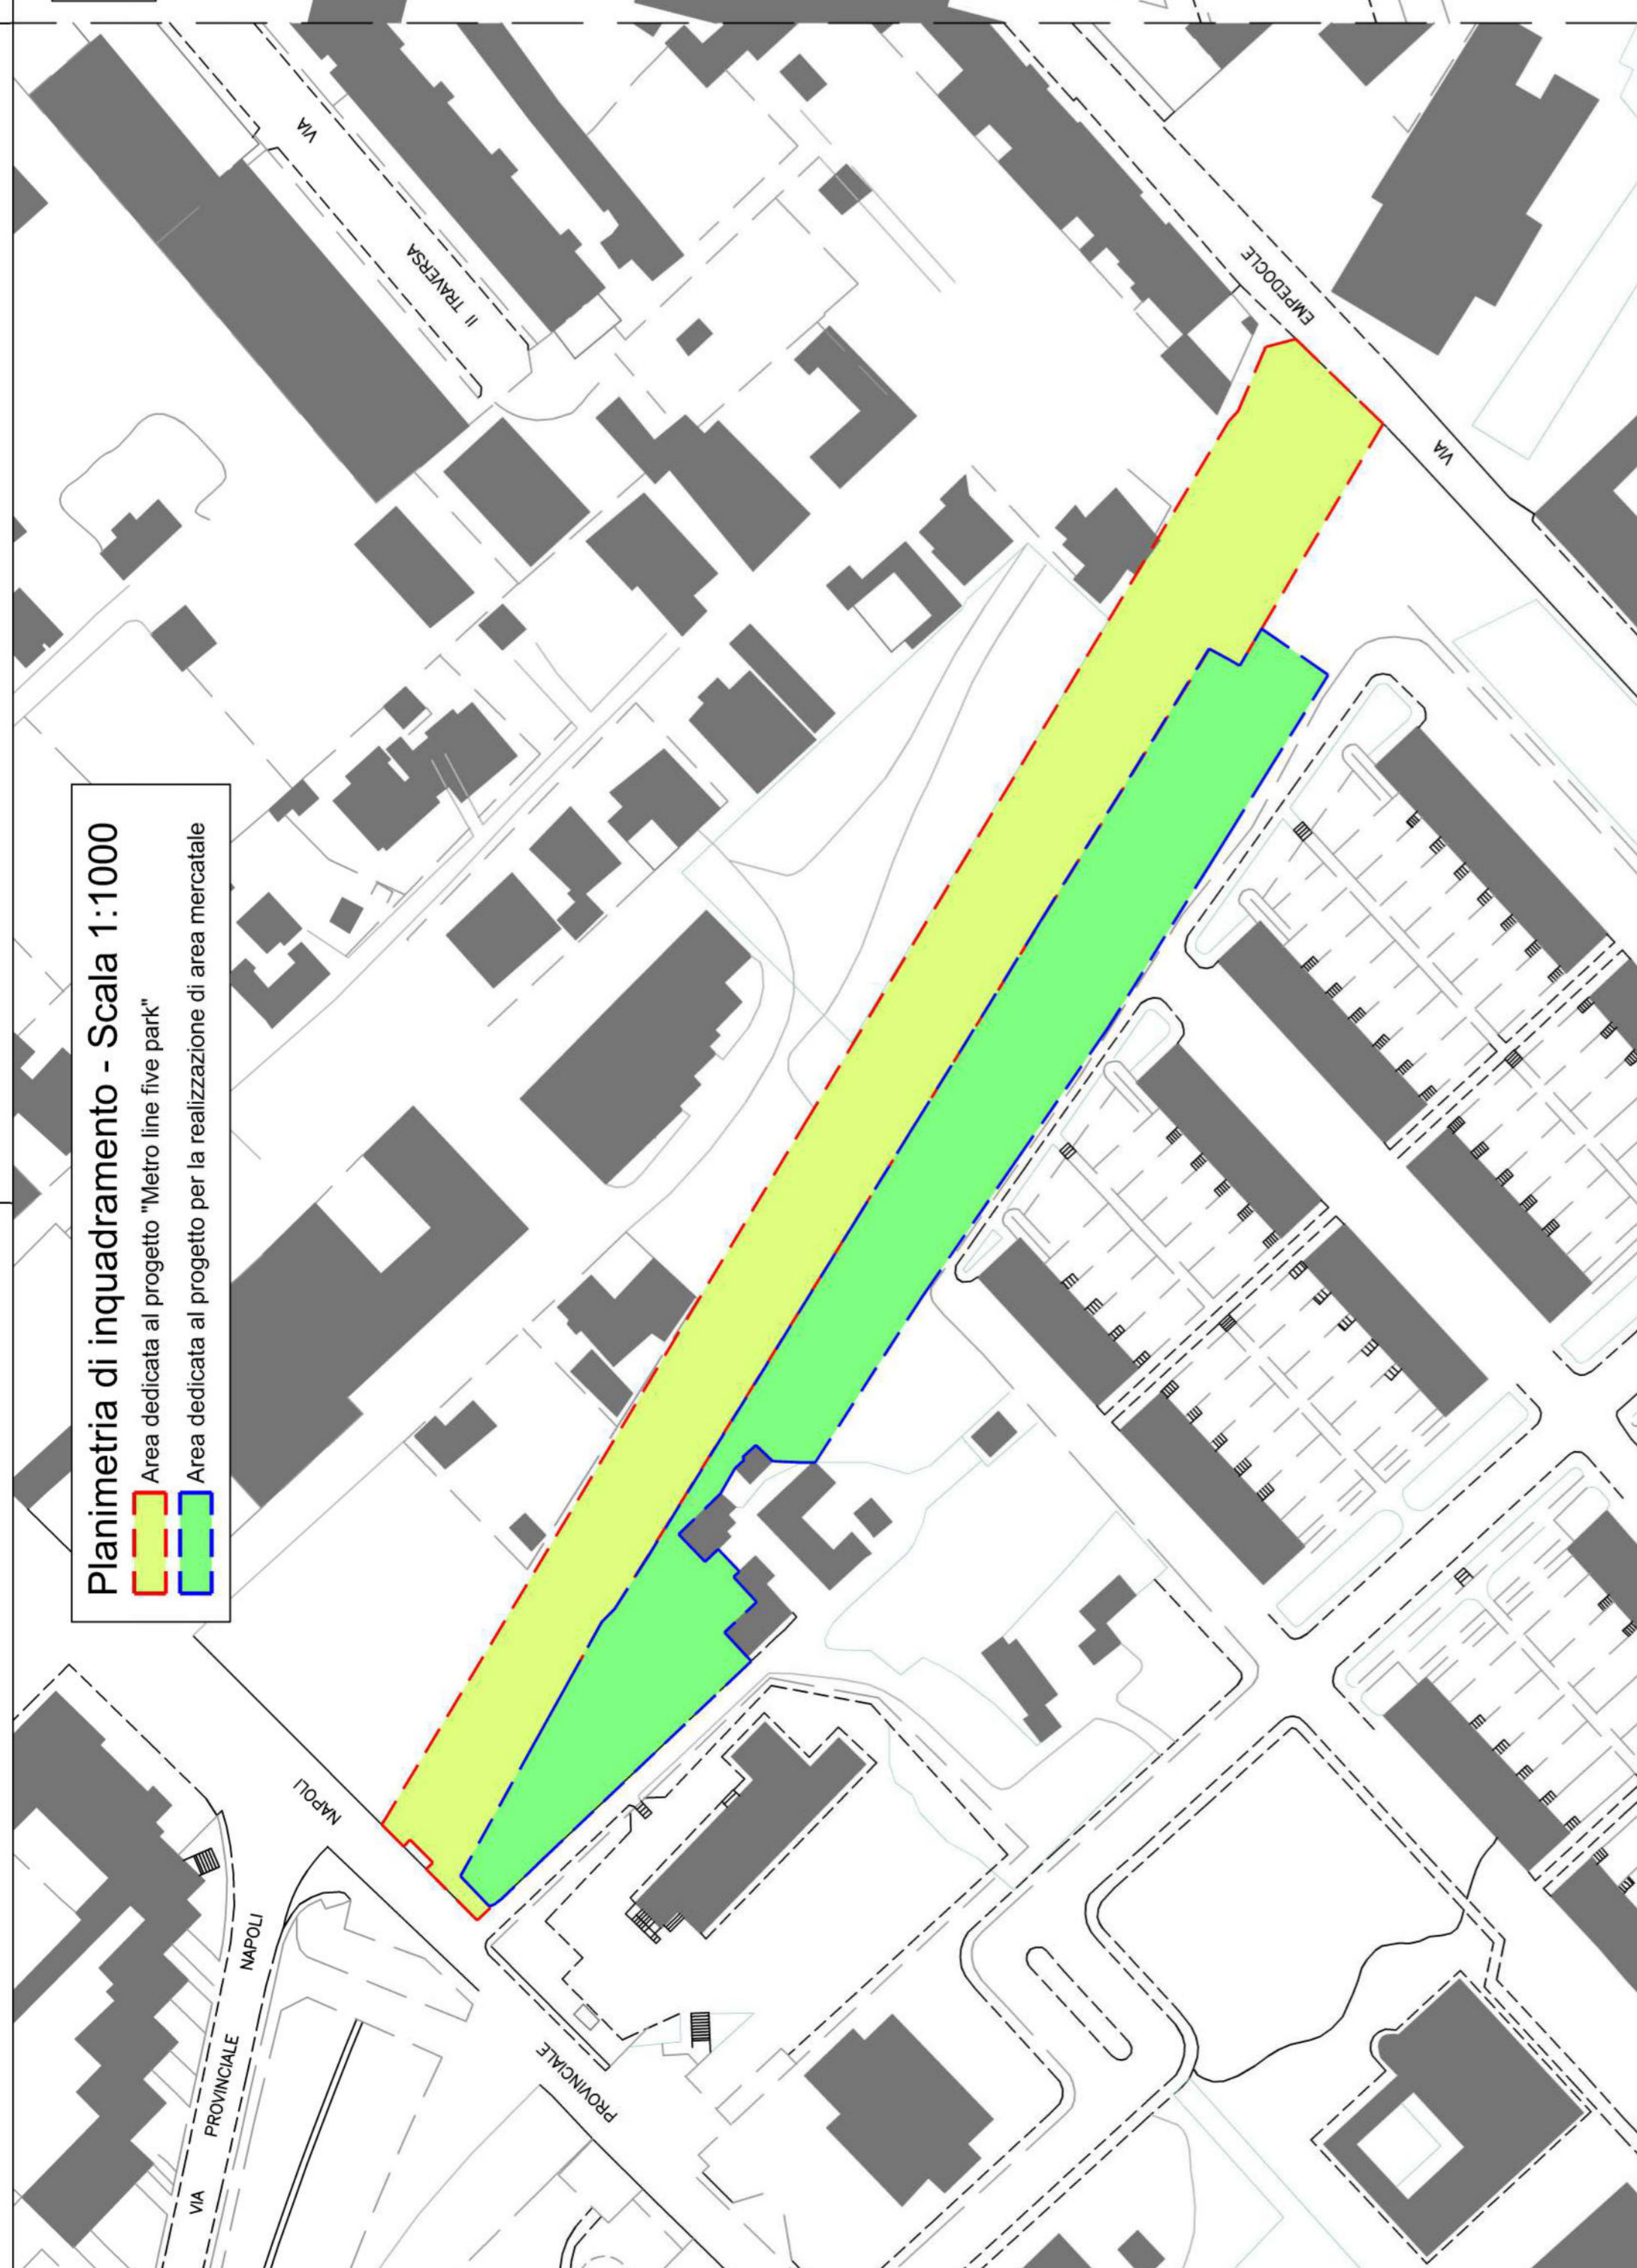 Planimetria di inquadramento - Scala 1:1000
Area dedicata al progetto "Metro line five park"
Area dedicata al progetto per la realizzazione di area mercatale
VIA
II TRAVERSA
EMPEDOCLE
VIA
NAPOLI
NAPOLI
PROVINCIALE
VIA
PROVINCIALE